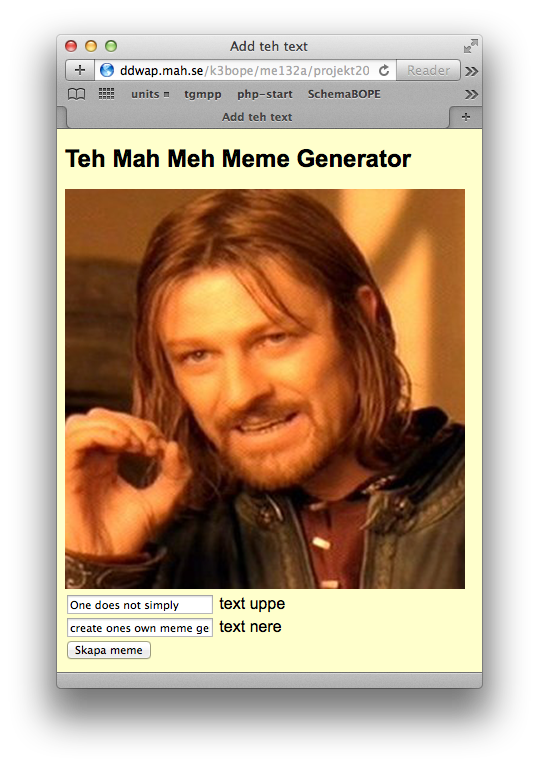 Add teh text
ddwap.mah.se/k3bope/me132a/projekt20
Reader
units tgmpp php-start SchemaBOPE
Add teh text
Teh Mah Meh Meme Generator
One does not simply text uppe
create ones own meme ge text nere
Skapa meme